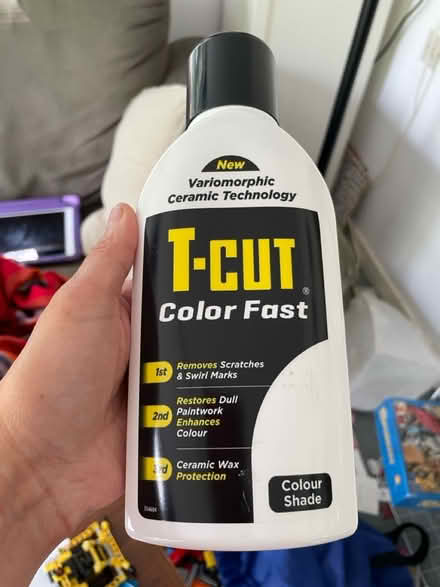 New
Variomorphic
Ceramic Technology
T-CUT®
Color Fast
1st
Removes Scratches
& Swirl Marks
2nd
Restores Dull
Paintwork
Enhances
Colour
3rd
Ceramic Wax
Protection
Colour
Shade